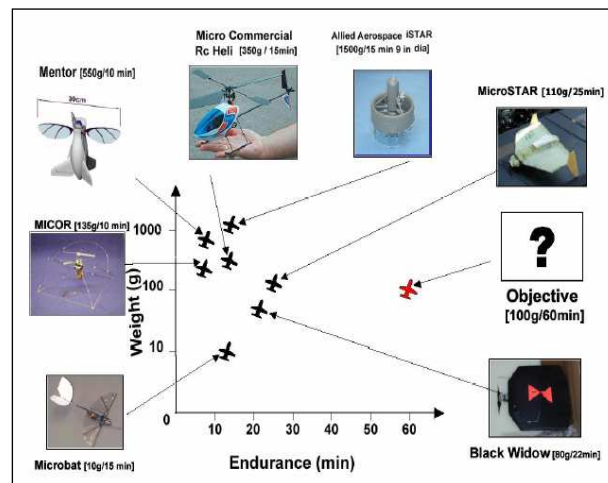 Micro Commercial
Rc Heli [350g / 15min]
Allied Aerospace iSTAR
[1500g/15 min 9 in dia]
Mentor [550g/10 min]
MicroSTAR [110g/25min]
MICOR [135g/10 min]
?
Objective
[100g/60min]
Weight (g)
1000
100
10
0
10
20
30
40
50
60
Endurance (min)
Microbat [10g/15 min]
Black Widow [80g/22min]